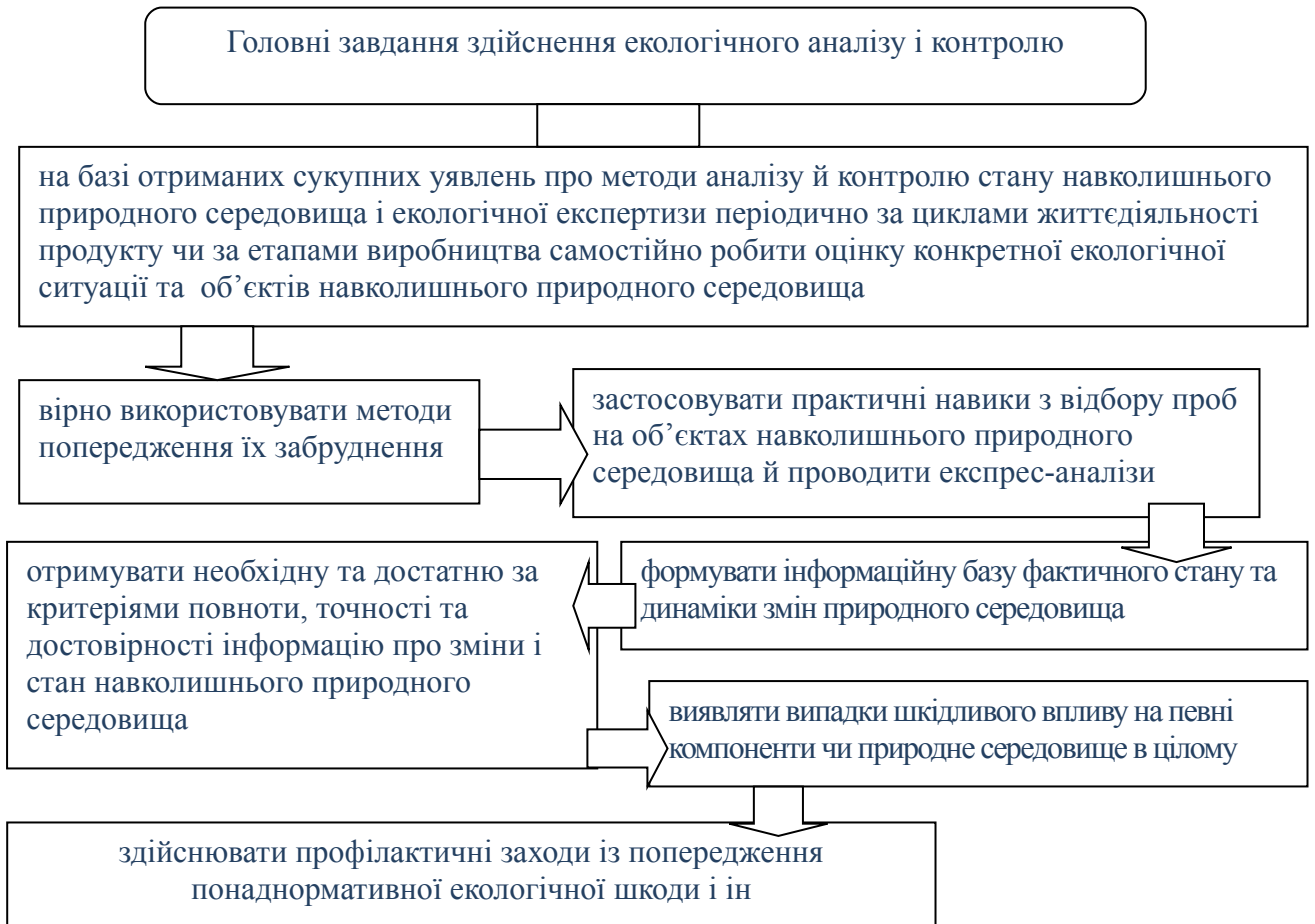 Головні завдання здійснення екологічного аналізу і контролю
на базі отриманих сукупних уявлень про методи аналізу й контролю стану навколишнього
природного середовища і екологічної експертизи періодично за циклами життєдіяльності
продукту чи за етапами виробництва самостійно робити оцінку конкретної екологічної
ситуації та об’єктів навколишнього природного середовища
вірно використовувати методи
попередження їх забруднення
застосовувати практичні навики з відбору проб
на об’єктах навколишнього природного
середовища й проводити експрес-аналізи
формувати інформаційну базу фактичного стану та
динаміки змін природного середовища
отримувати необхідну та достатню за
критеріями повноти, точності та
достовірності інформацію про зміни і
стан навколишнього природного
середовища
виявляти випадки шкідливого впливу на певні
компоненти чи природне середовище в цілому
здійснювати профілактичні заходи із попередження
понаднормативної екологічної шкоди і ін